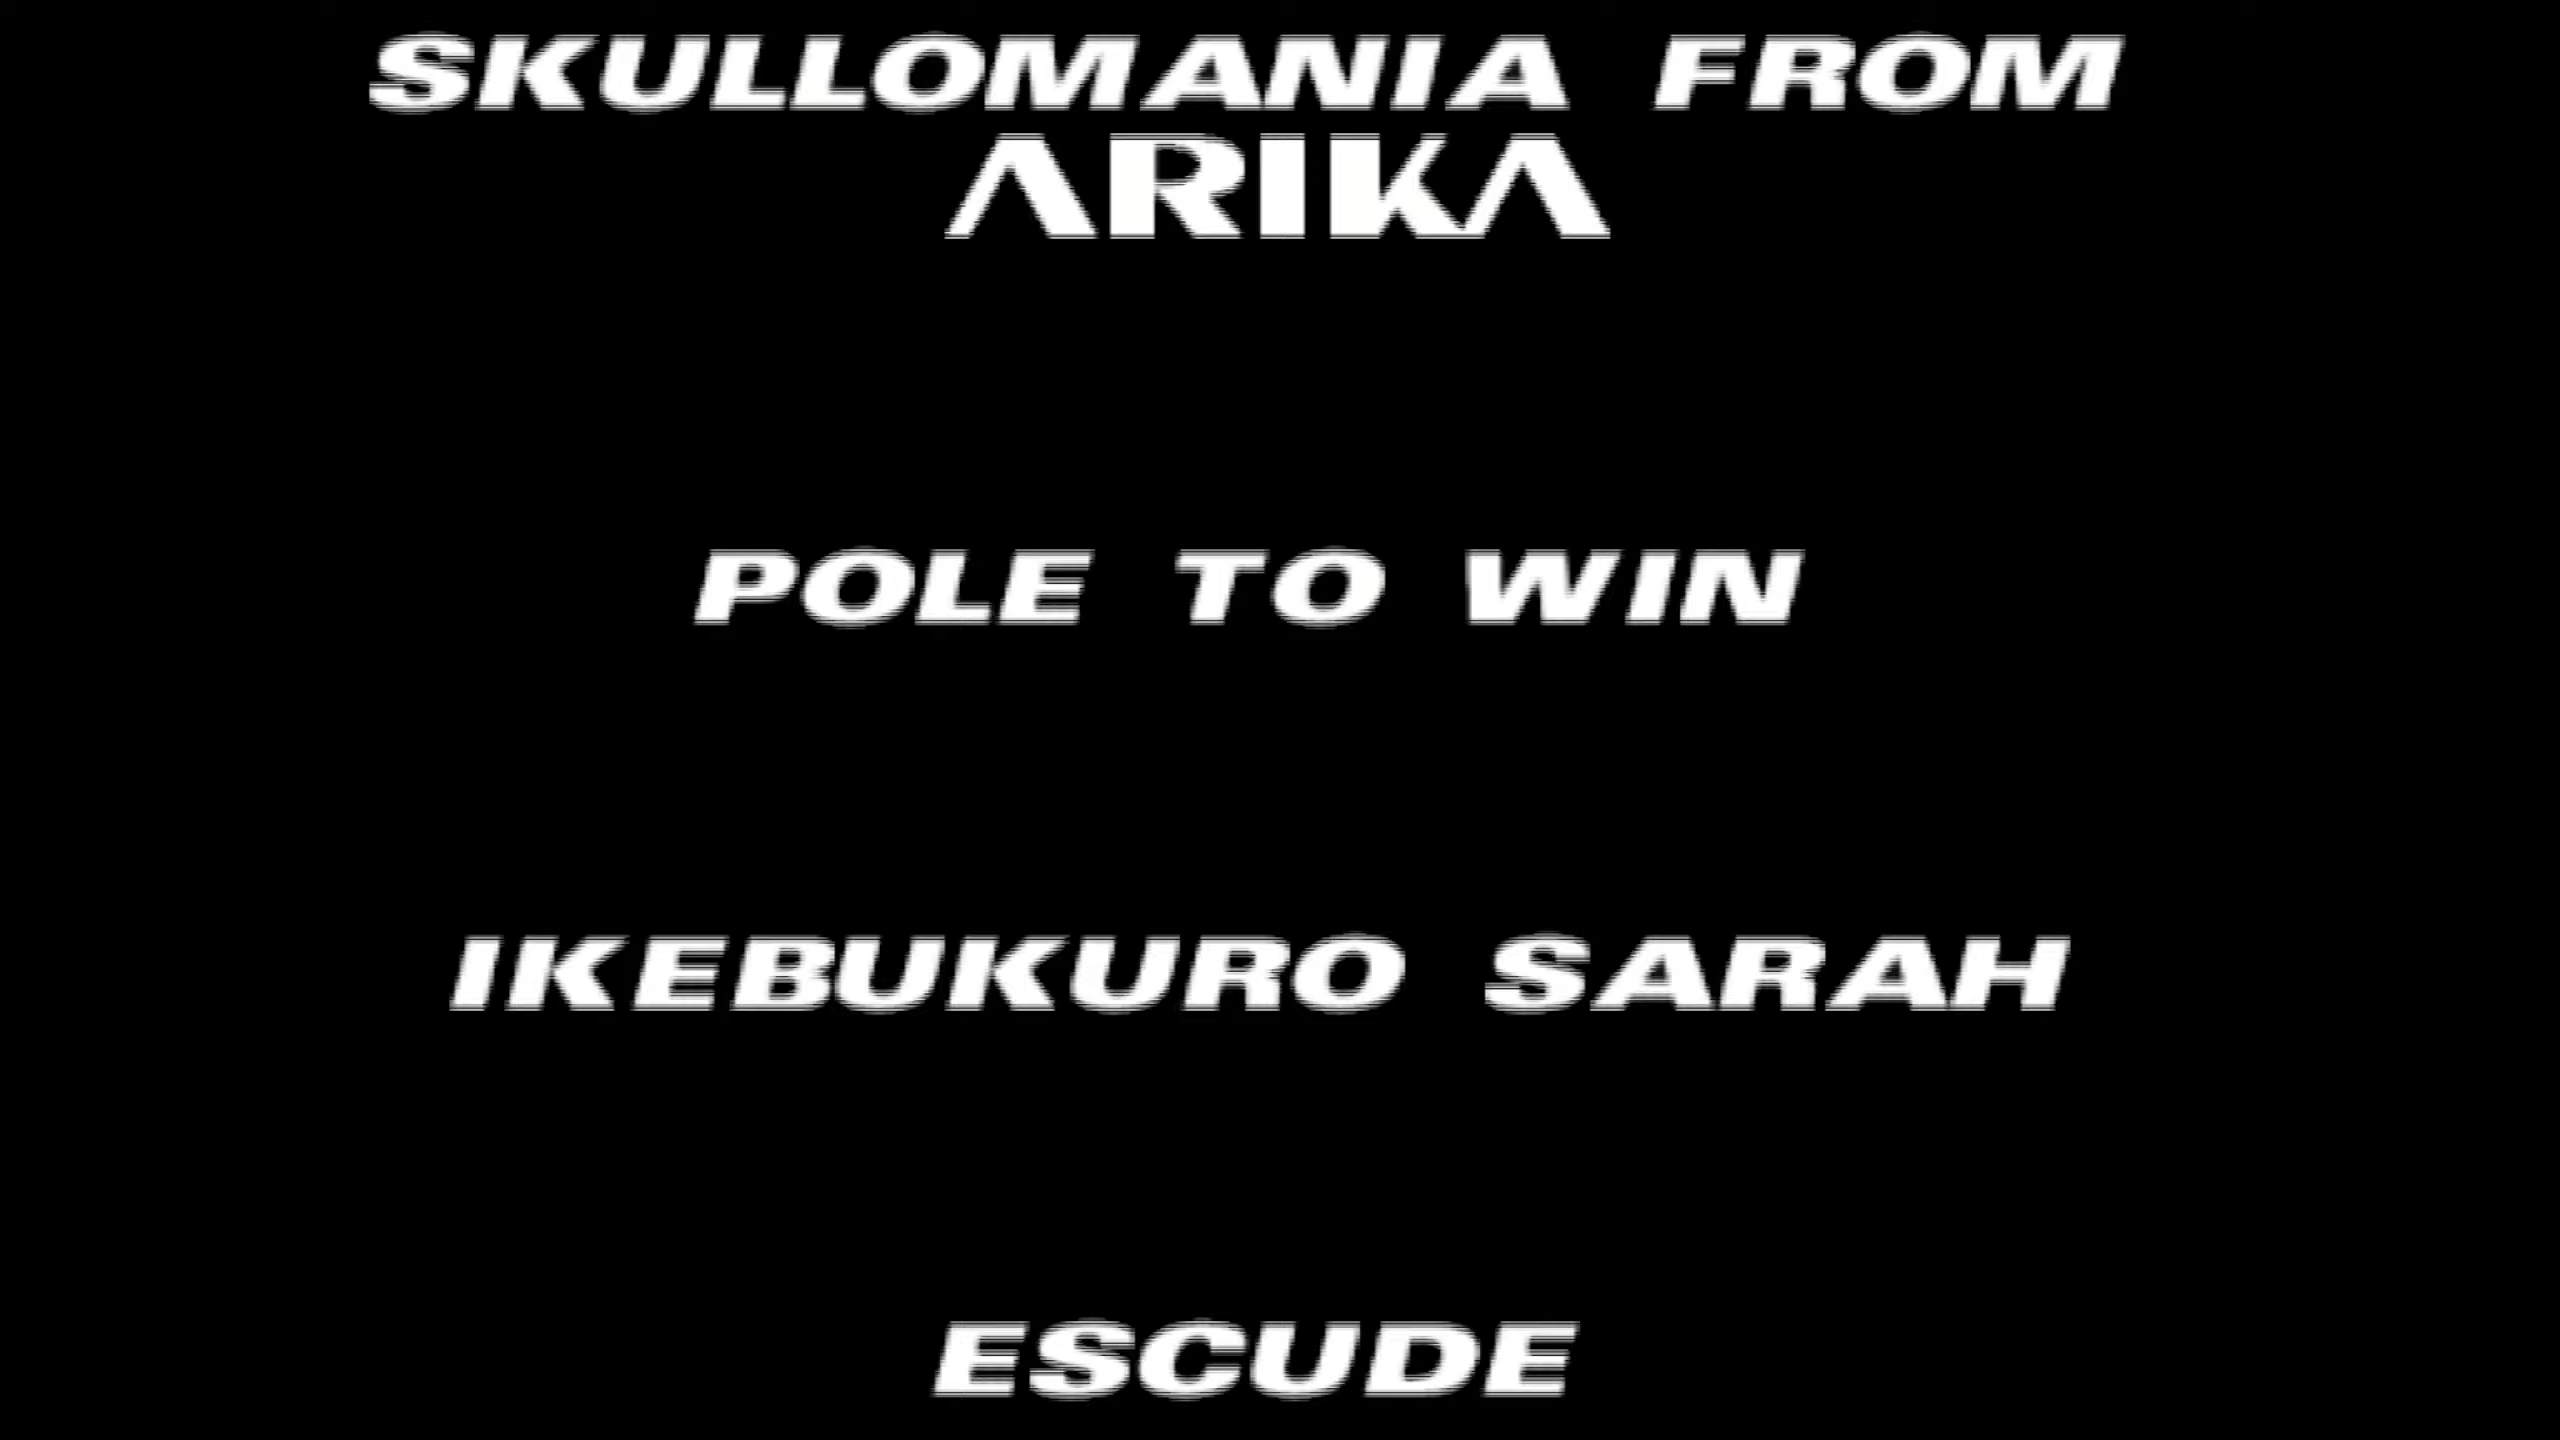 SKULLOMANIA FROM
ARIKA
POLE TO WIN
IKEBUKURO SARAH
ESCUDE